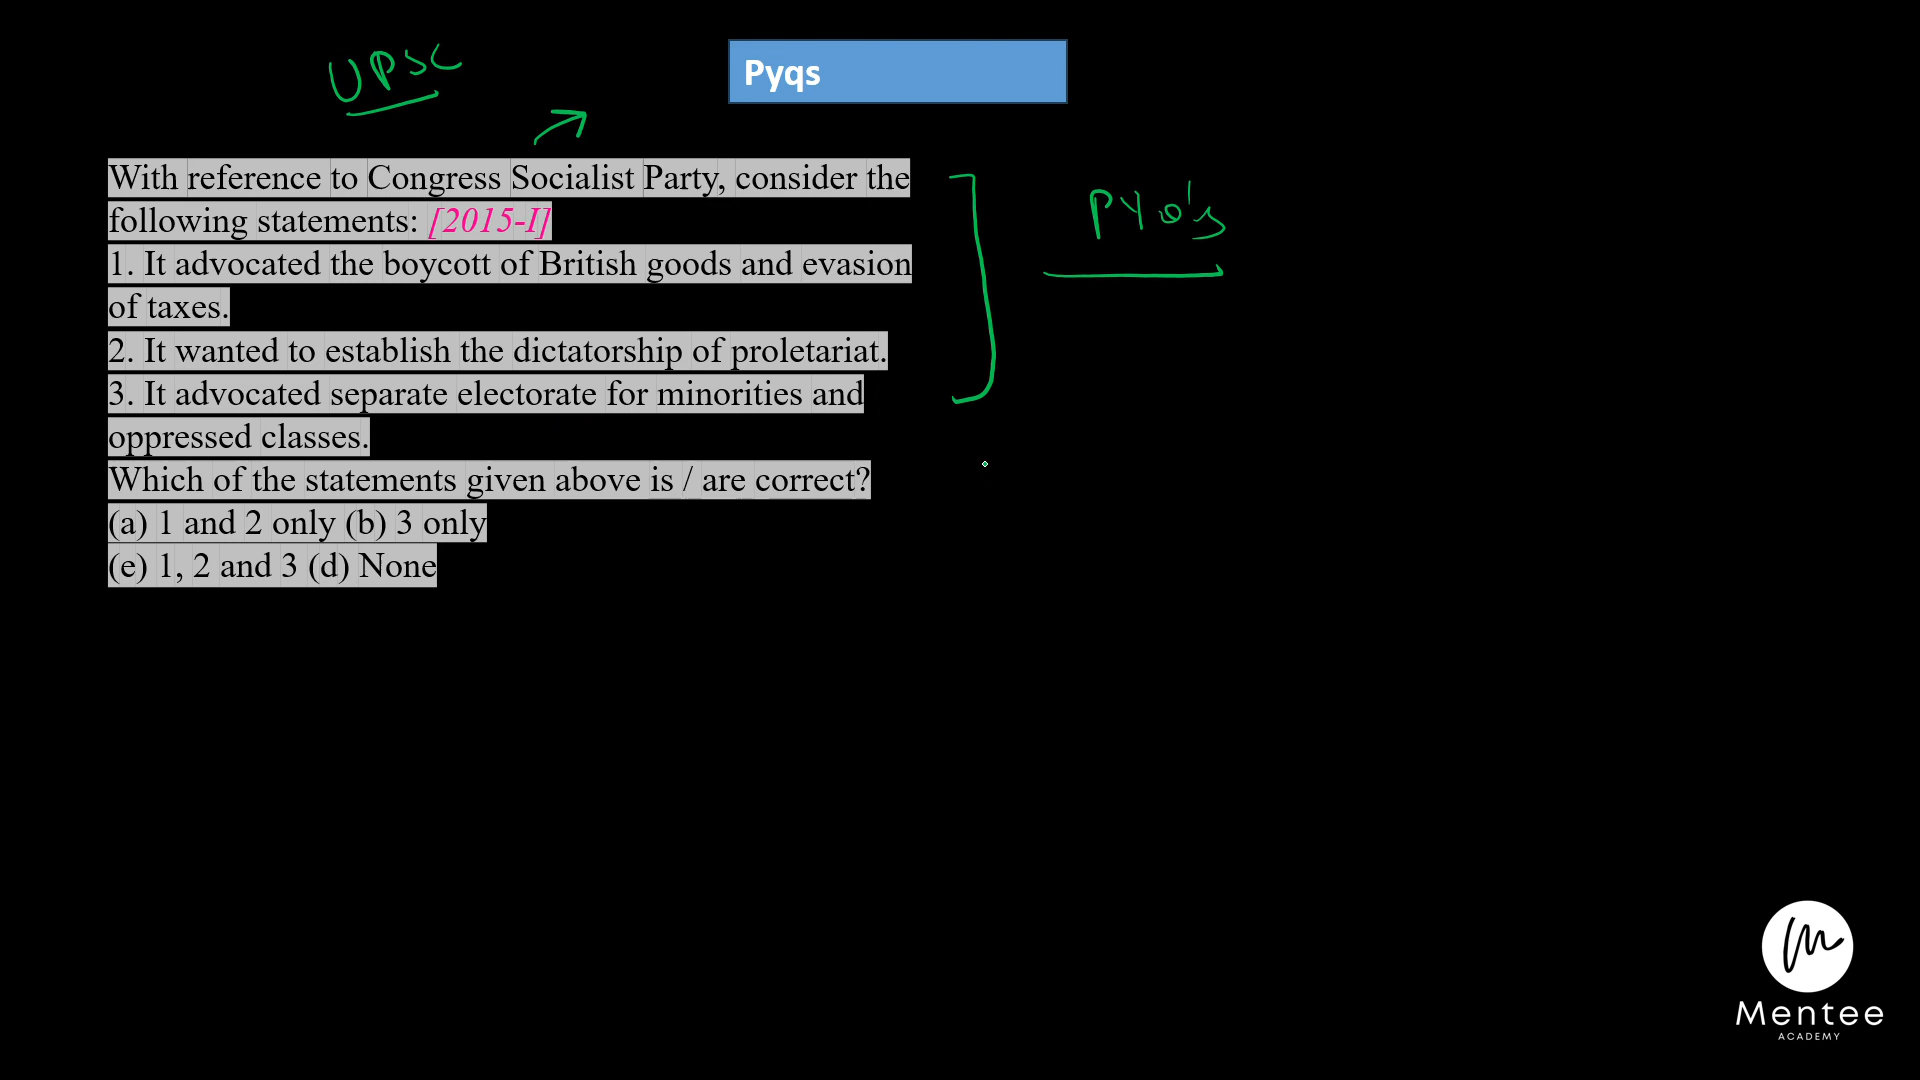 UPSC
Pyqs
With reference to Congress Socialist Party, consider the
following statements: [2015-I]
1. It advocated the boycott of British goods and evasion
of taxes.
2. It wanted to establish the dictatorship of proletariat.
3. It advocated separate electorate for minorities and
oppressed classes.
Which of the statements given above is / are correct?
(a) 1 and 2 only (b) 3 only
(e) 1, 2 and 3 (d) None
PYQ's
Mentee
ACADEMY